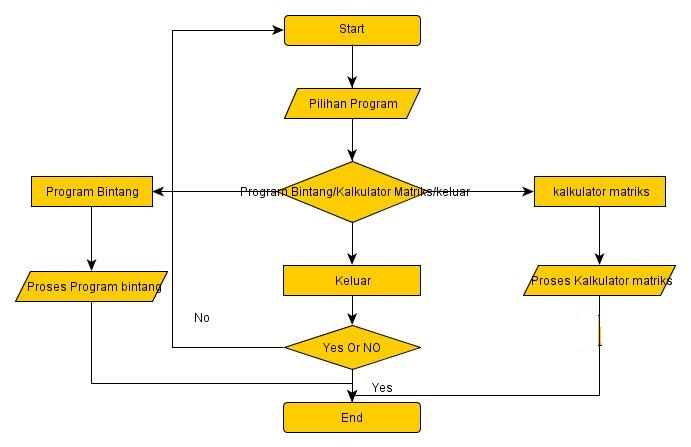 Start
Pilihan Program
Program Bintang
Program Bintang/Kalkulator Matriks/keluar
kalkulator matriks
Proses Program bintang
Keluar
Proses Kalkulator matriks
No
Yes Or NO
Yes
End